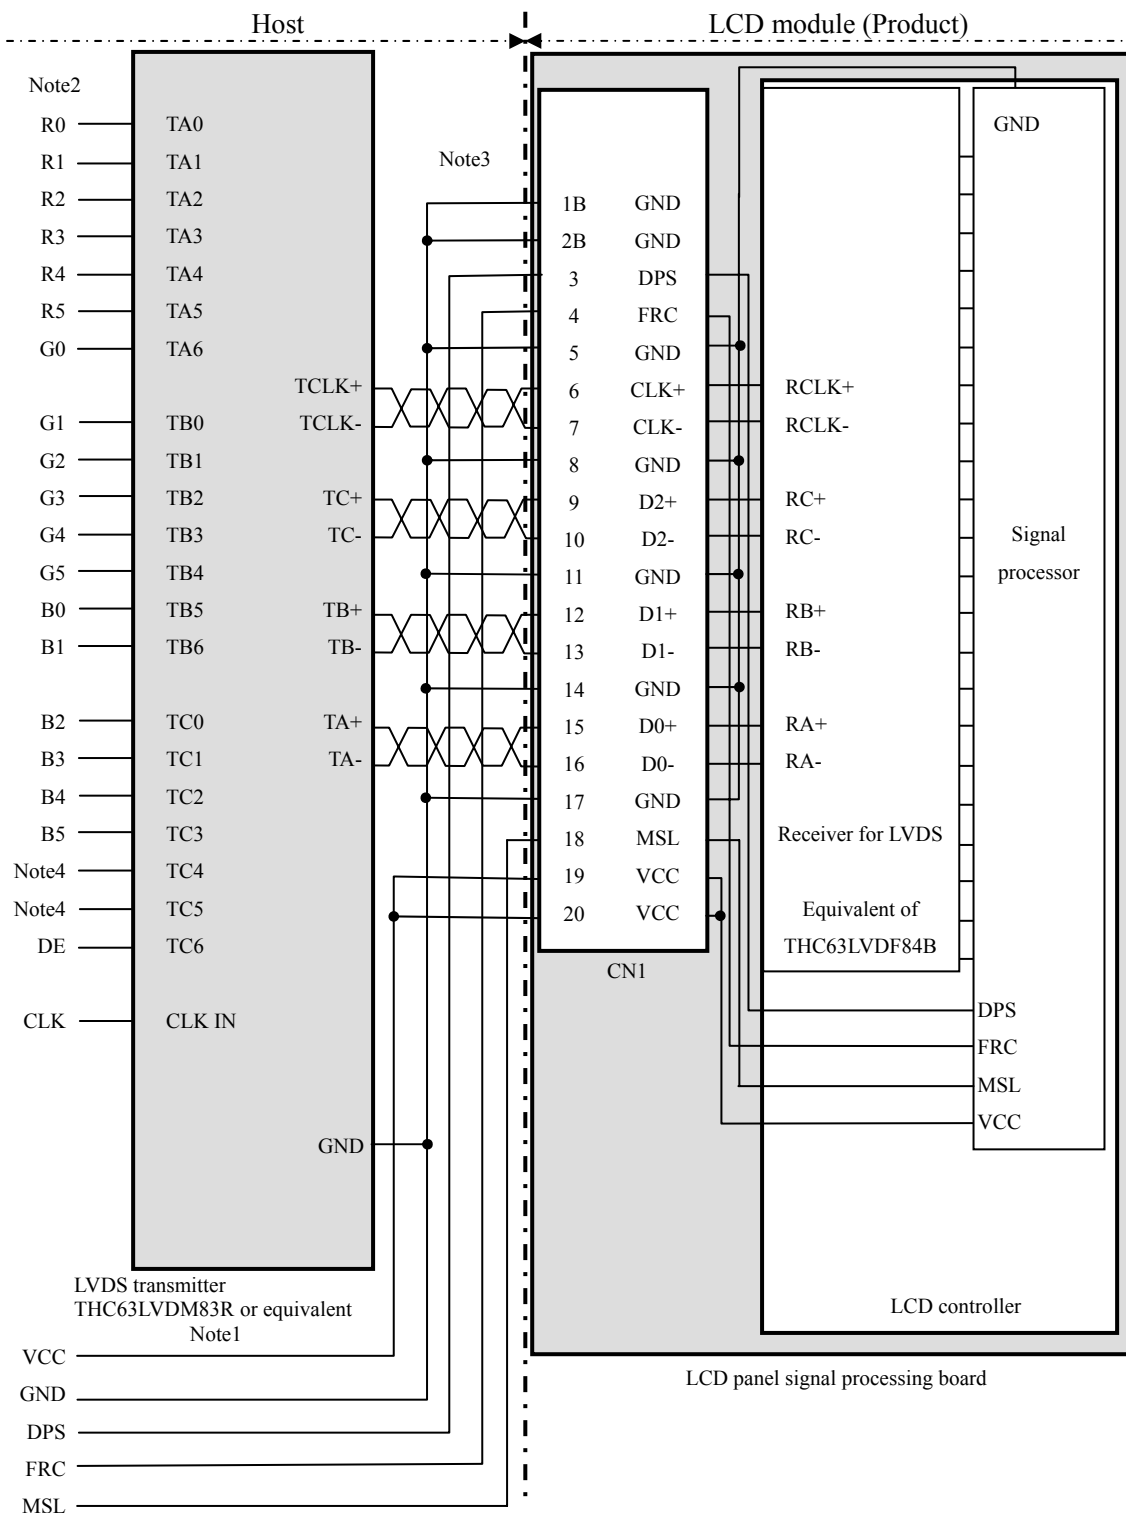 Host LCD module (Product)
Note2
GND
R0 TA0
R1 TA1
Note3
R2 TA2
1B GND
R3 TA3
2B GND
R4 TA4
3 DPS
R5 TA5
4 FRC
G0 TA6
5 GND
TCLK+ 6 CLK+ RCLK+
G1 TB0 TCLK- 7 CLK- RCLK-
G2 TB1 8 GND
G3 TB2 TC+ 9 D2+ RC+
G4 TB3 TC- 10 D2- RC- Signal
G5 TB4 11 GND processor
B0 TB5 TB+ 12 D1+ RB+
B1 TB6 TB- 13 D1- RB-
14 GND
B2 TC0 TA+ 15 D0+ RA+
B3 TC1 TA- 16 D0- RA-
B4 TC2 17 GND
B5 TC3 18 MSL Receiver for LVDS
Note4 TC4 19 VCC
Note4 TC5 20 VCC Equivalent of
DE TC6 THC63LVDF84B
CN1
CLK CLK IN DPS
FRC
MSL
VCC
GND
LVDS transmitter
THC63LVDM83R or equivalent LCD controller
Note1
VCC
LCD panel signal processing board
GND
DPS
FRC
MSL